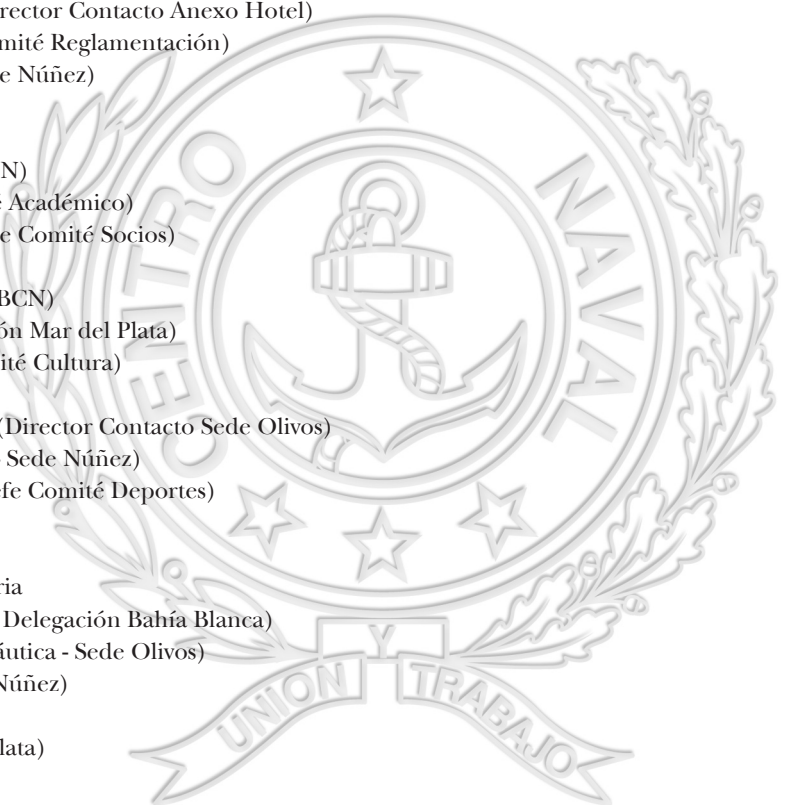 rector Contacto Anexo Hotel)
mité Reglamentación)
e Núñez)
N)
Académico)
e Comité Socios)
BCN)
ón Mar del Plata)
ité Cultura)
(Director Contacto Sede Olivos)
Sede Núñez)
efe Comité Deportes)
ria
Delegación Bahía Blanca)
áutica - Sede Olivos)
Núñez)
lata)
CENTRO NAVAL
UNION Y TRABAJO